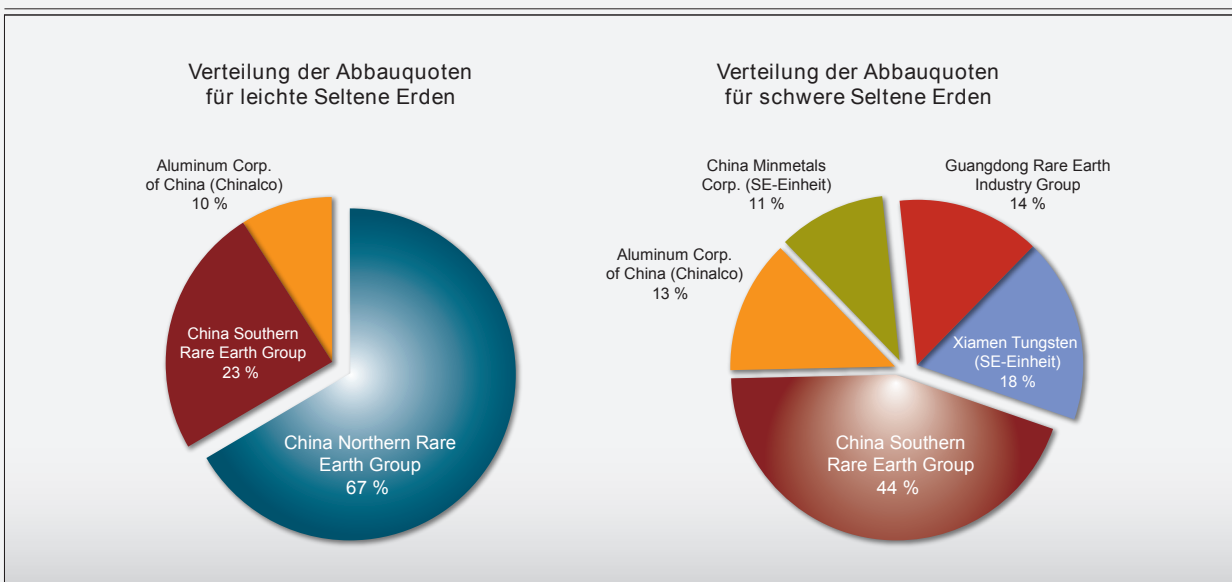 Verteilung der Abbauquoten
für leichte Seltene Erden
Aluminum Corp.
of China (Chinalco)
10 %
China Southern
Rare Earth Group
23 %
China Northern Rare
Earth Group
67 %
Verteilung der Abbauquoten
für schwere Seltene Erden
China Minmetals
Corp. (SE-Einheit)
11 %
Guangdong Rare Earth
Industry Group
14 %
Aluminum Corp.
of China (Chinalco)
13 %
Xiamen Tungsten
(SE-Einheit)
18 %
China Southern
Rare Earth Group
44 %